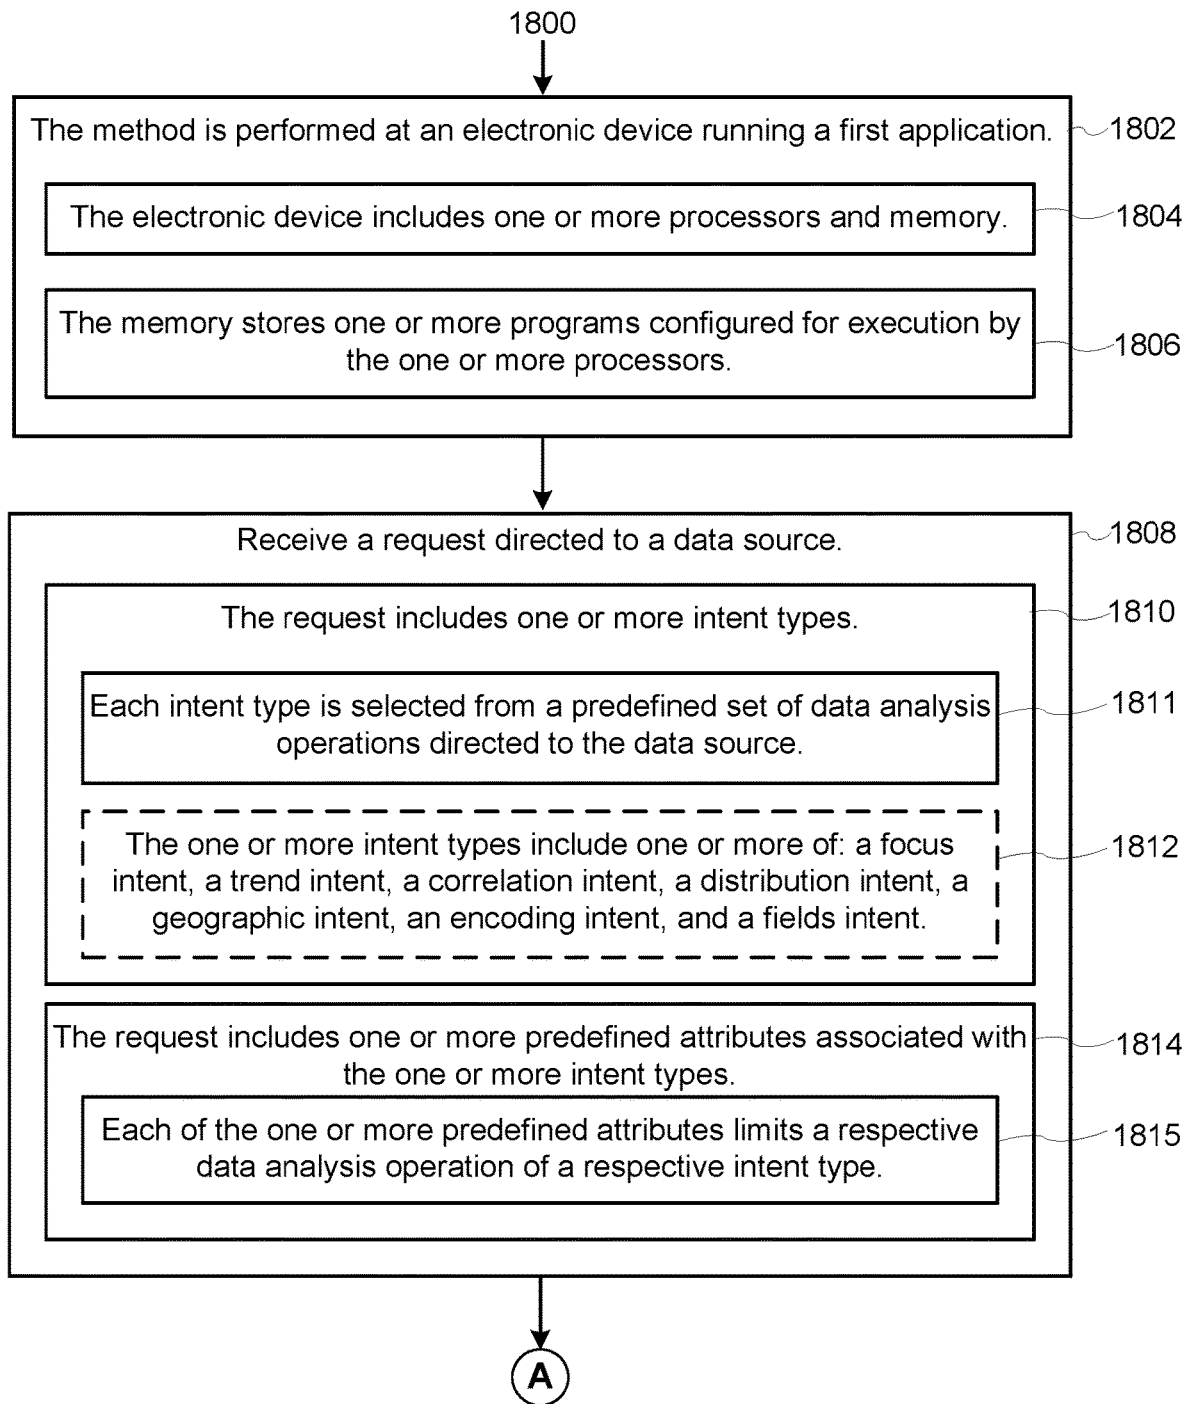 1800
The method is performed at an electronic device running a first application.
1802
The electronic device includes one or more processors and memory.
1804
The memory stores one or more programs configured for execution by
the one or more processors.
1806
Receive a request directed to a data source.
1808
The request includes one or more intent types.
1810
Each intent type is selected from a predefined set of data analysis
operations directed to the data source.
1811
The one or more intent types include one or more of: a focus
intent, a trend intent, a correlation intent, a distribution intent, a
geographic intent, an encoding intent, and a fields intent.
1812
The request includes one or more predefined attributes associated with
the one or more intent types.
1814
Each of the one or more predefined attributes limits a respective
data analysis operation of a respective intent type.
1815
A